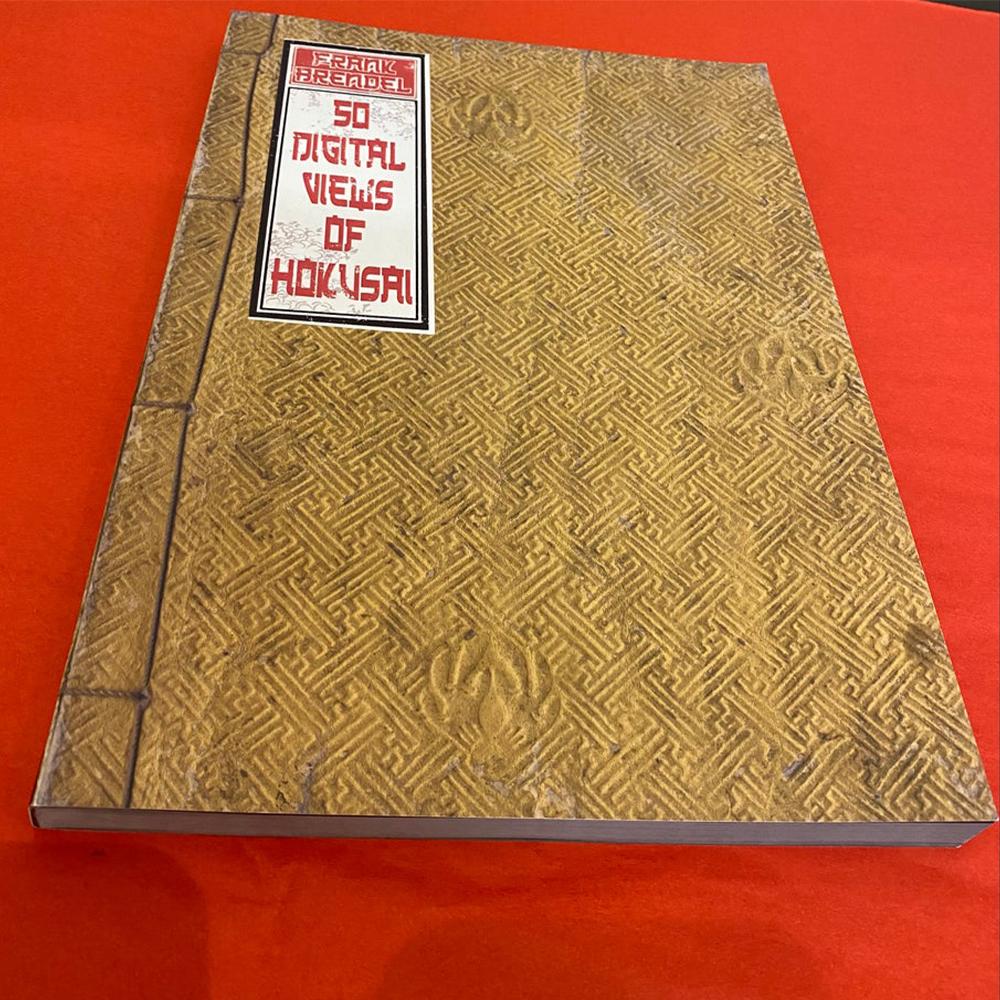 FRANK
BRENDEL
50
DIGITAL
VIEWS
OF
HOKUSAI